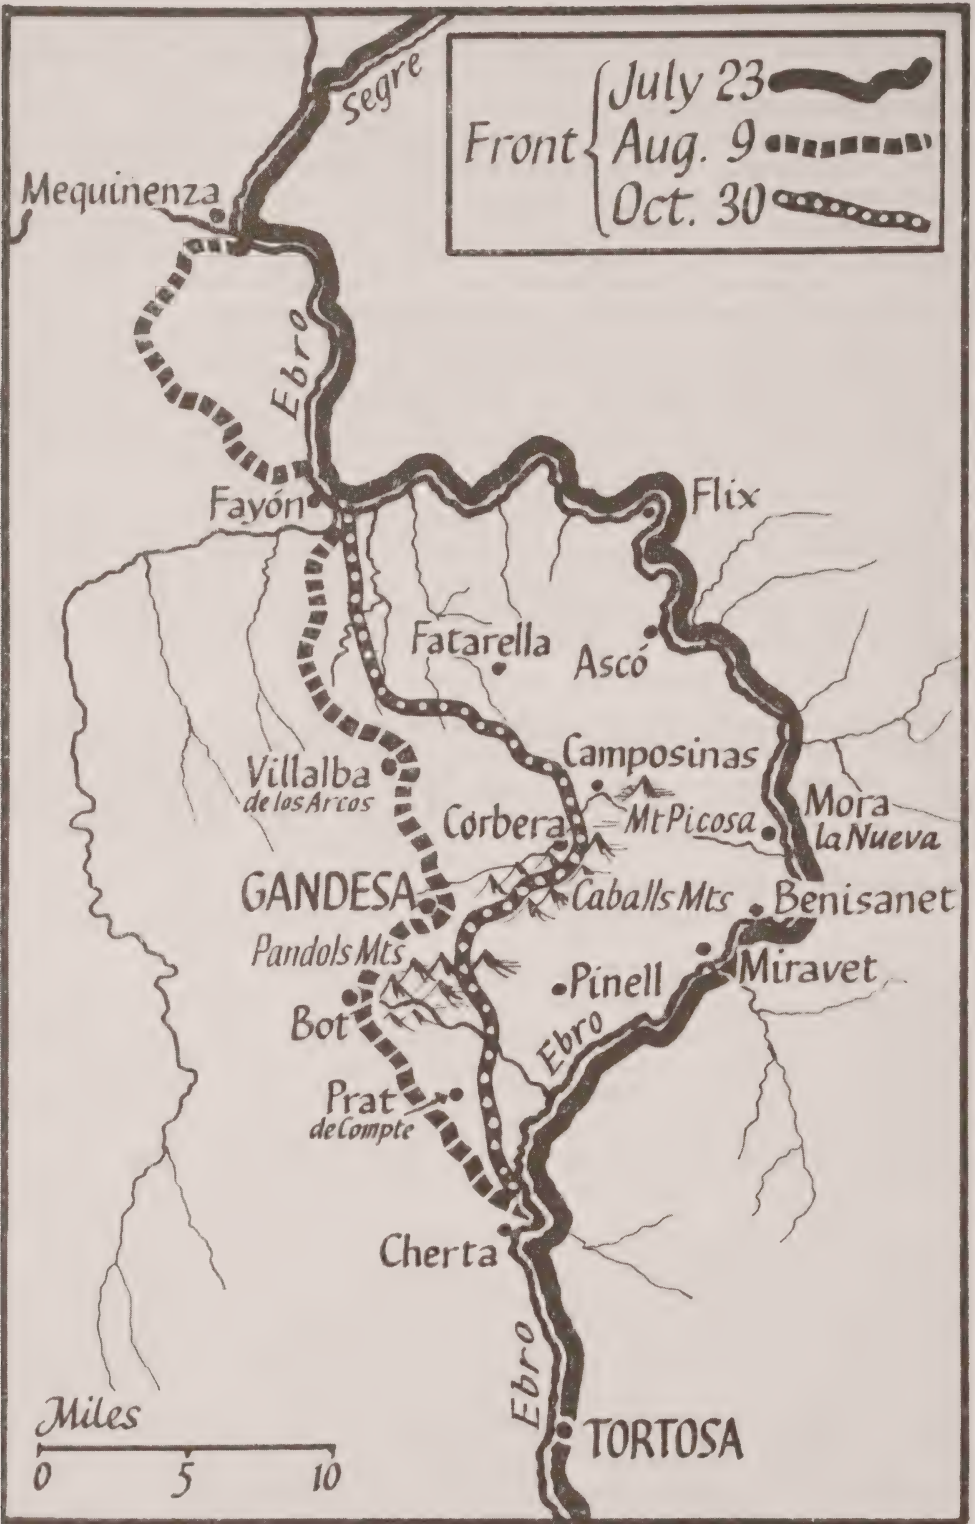 Segre
Front
July 23
Aug. 9
Oct. 30
Mequinenza
Ebro
Fayón
Flix
Fatarella
Ascó
Villalba
de los Arcos
Camposinas
Corbera
Mt Picosa
Mora
la Nueva
GANDESA
Caballs Mts
Benisanet
Pandols Mts
Miravet
Pinell
Bot
Ebro
Prat
de Compte
Cherta
Ebro
Miles
0 5 10
TORTOSA